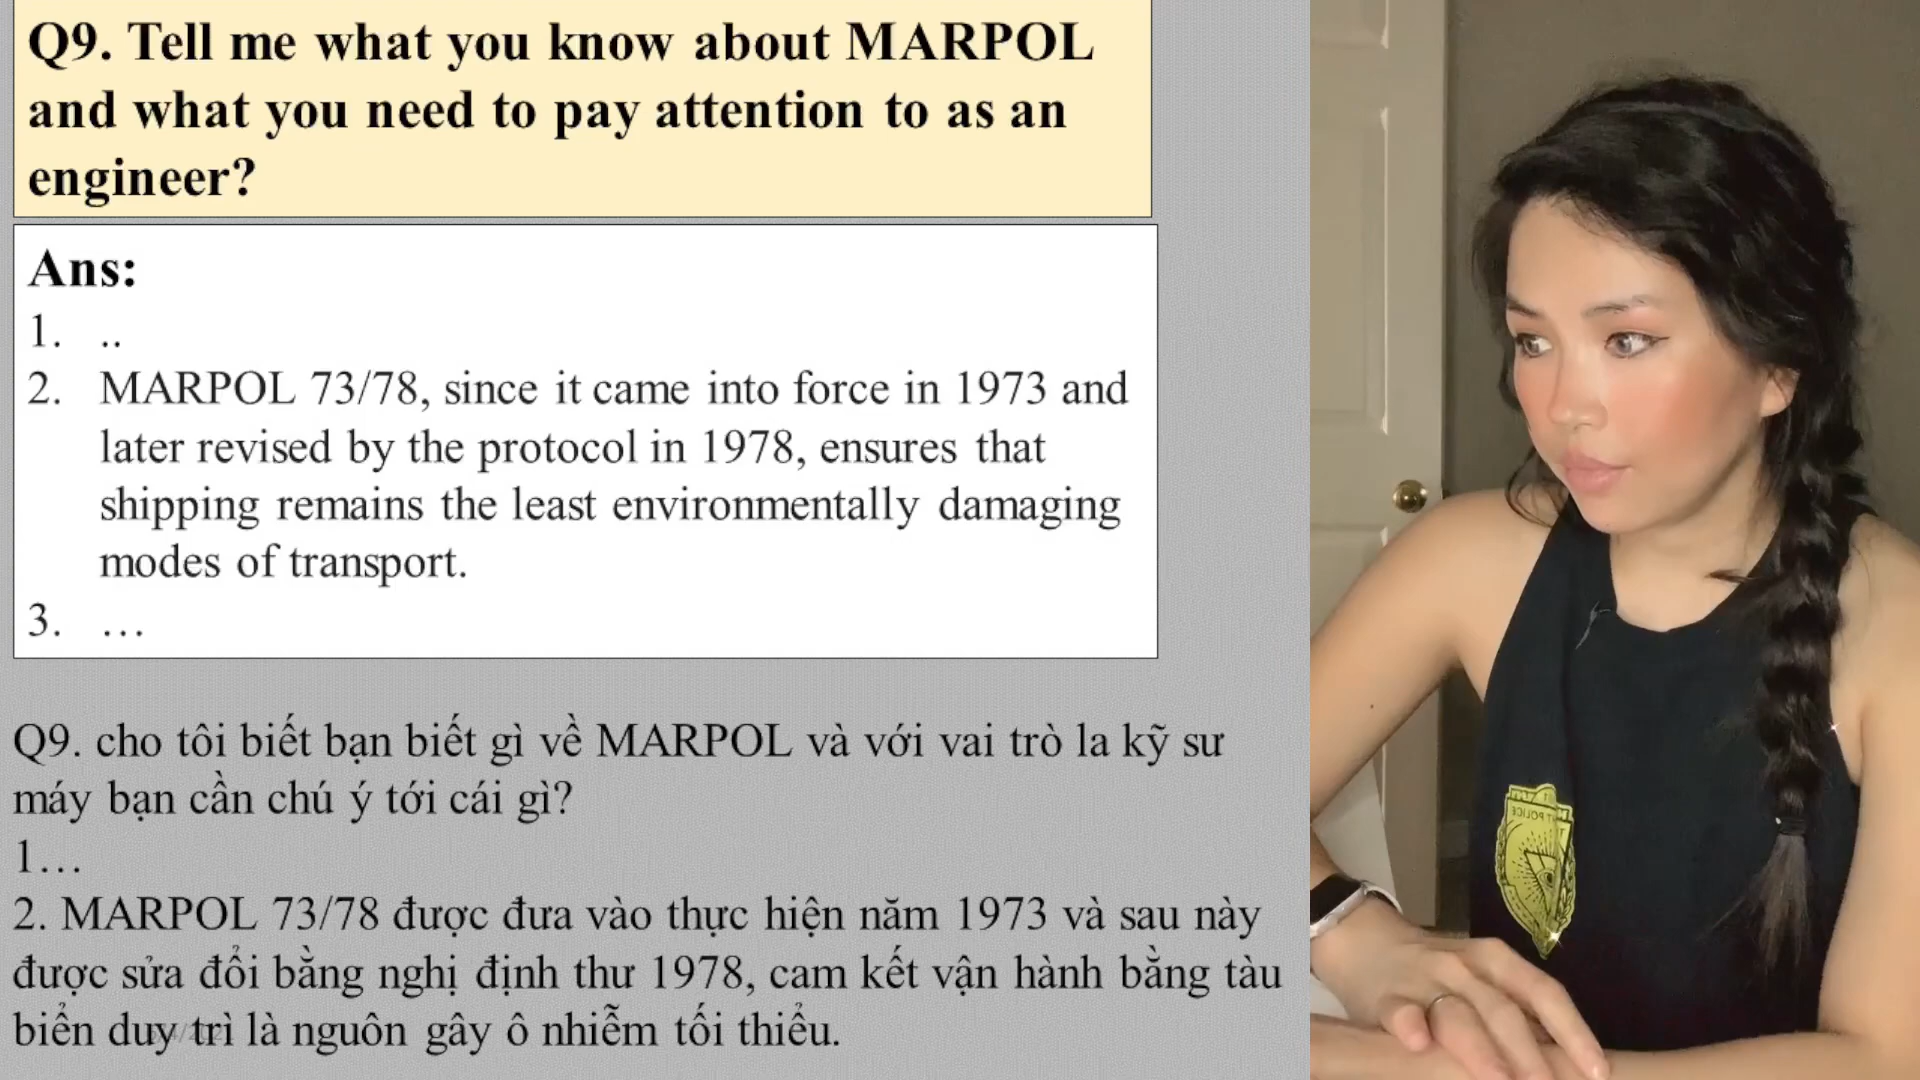 Q9. Tell me what you know about MARPOL
and what you need to pay attention to as an
engineer?
Ans:
1. ..
2. MARPOL 73/78, since it came into force in 1973 and
later revised by the protocol in 1978, ensures that
shipping remains the least environmentally damaging
modes of transport.
3. …
Q9. cho tôi biết bạn biết gì về MARPOL và với vai trò la kỹ sư
máy bạn cần chú ý tới cái gì?
1…
2. MARPOL 73/78 được đưa vào thực hiện năm 1973 và sau này
được sửa đổi bằng nghị định thư 1978, cam kết vận hành bằng tàu
biển duy trì là nguôn gây ô nhiễm tối thiểu.